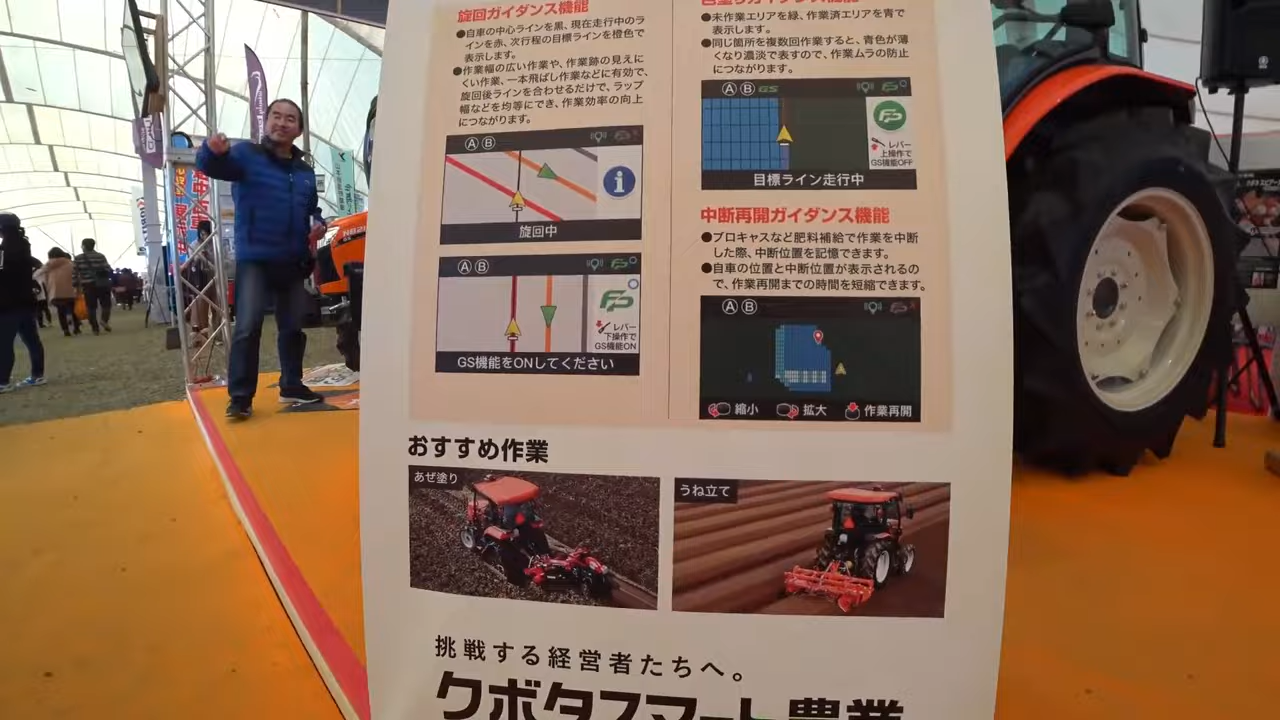 旋回ガイダンス機能
●自車の中心ラインを黒、現在走行中のラ
インを赤、次行程の目標ラインを橙色で
表示します。
●作業幅の広い作業や、作業跡の見えに
くい作業、一本飛ばし作業などに有効で、
旋回後ラインを合わせるだけで、ラップ
幅などを均等にでき、作業効率の向上
につながります。
A B
旋回中
A B
レバー
下操作で
GS機能ON
GS機能をONしてください
●未作業エリアを緑、作業済エリアを青で
表示します。
●同じ箇所を複数回作業すると、青色が薄
くなり濃淡で表すので、作業ムラの防止
につながります。
A B GS
レバー
上操作で
GS機能OFF
目標ライン走行中
中断再開ガイダンス機能
●ブロキャスなど肥料補給で作業を中断
した際、中断位置を記憶できます。
●自車の位置と中断位置が表示されるの
で、作業再開までの時間を短縮できます。
A B
縮小 拡大 作業再開
おすすめ作業
あぜ塗り
うね立て
挑戦する経営者たちへ。
クボタスマート農業